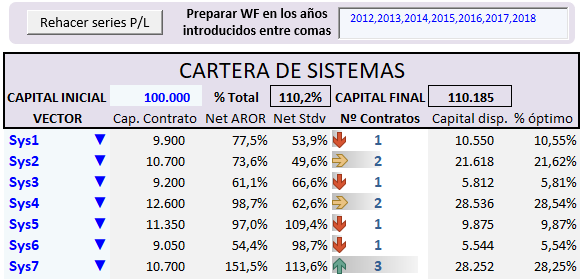 Rehacer series P/L
Preparar WF en los años introducidos entre comas
2012,2013,2014,2015,2016,2017,2018
CARTERA DE SISTEMAS
CAPITAL INICIAL 100.000 % Total 110,2% CAPITAL FINAL 110.185
VECTOR Cap. Contrato Net AROR Net Stdv Nº Contratos Capital disp. % óptimo
Sys1 9.900 77,5% 53,9% 1 10.550 10,55%
Sys2 10.700 73,6% 49,6% 2 21.618 21,62%
Sys3 9.200 61,1% 66,6% 1 5.812 5,81%
Sys4 12.600 98,7% 62,6% 2 28.536 28,54%
Sys5 11.350 97,0% 109,4% 1 9.875 9,87%
Sys6 9.050 54,4% 98,7% 1 5.544 5,54%
Sys7 10.700 151,5% 113,6% 3 28.252 28,25%